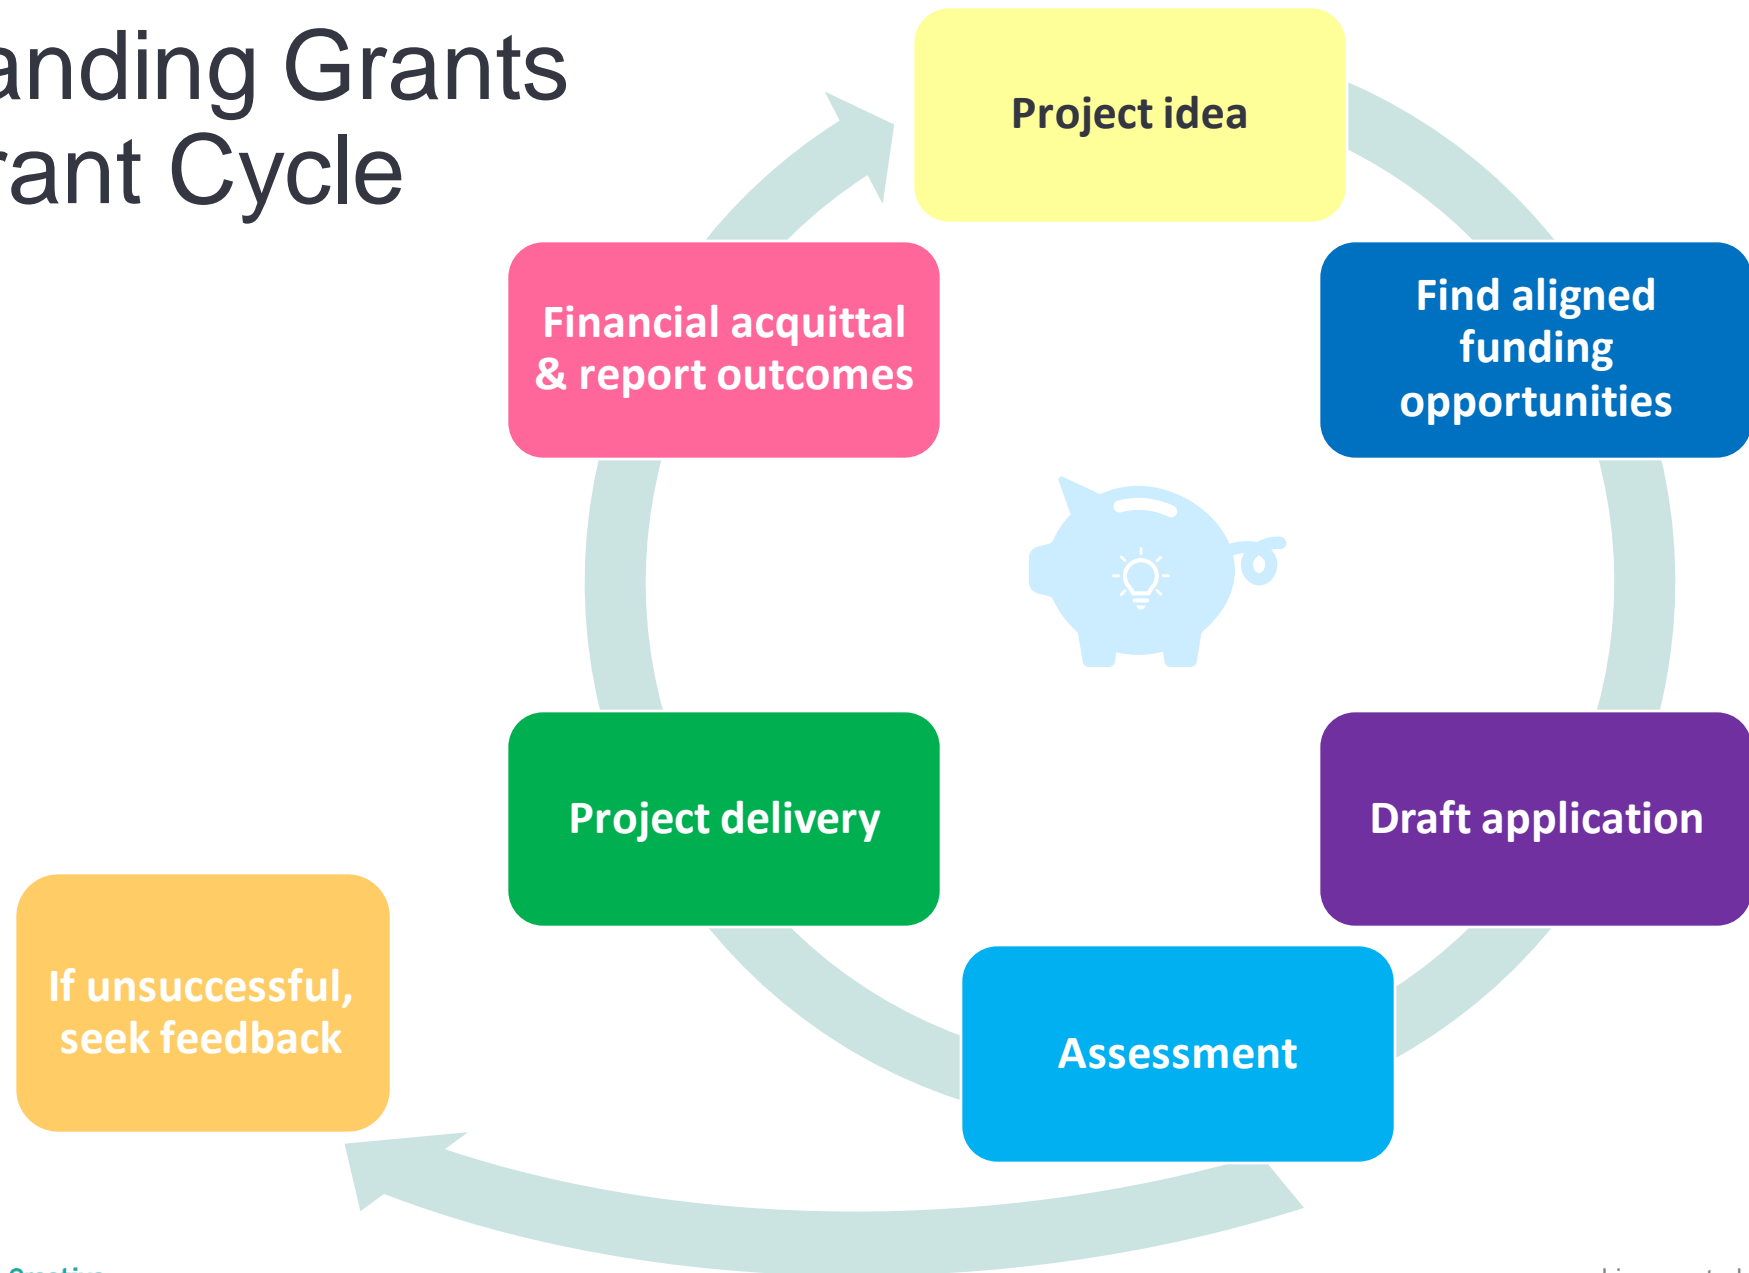 anding Grants
rant Cycle
Project idea
Find aligned
funding
opportunities
Financial acquittal
& report outcomes
Project delivery
Draft application
If unsuccessful,
seek feedback
Assessment